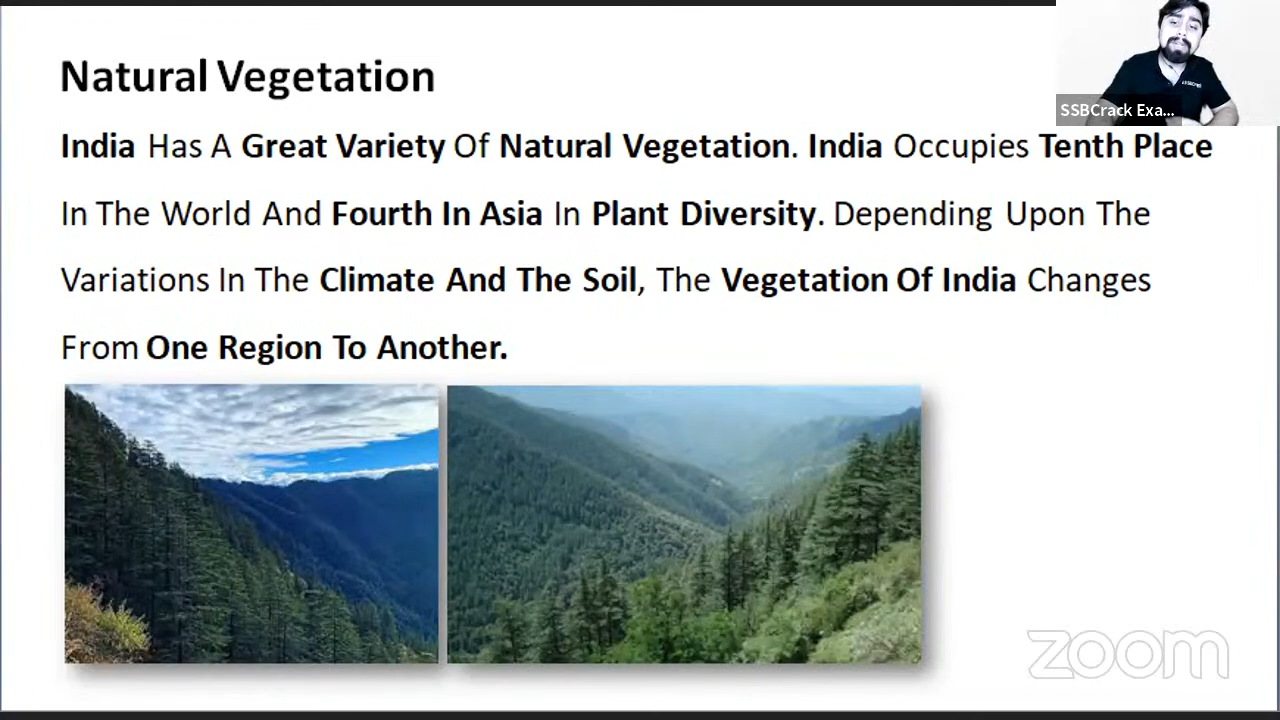 Natural Vegetation
SSBCrack Exa...
India Has A Great Variety Of Natural Vegetation. India Occupies Tenth Place
In The World And Fourth In Asia In Plant Diversity. Depending Upon The
Variations In The Climate And The Soil, The Vegetation Of India Changes
From One Region To Another.
zoom